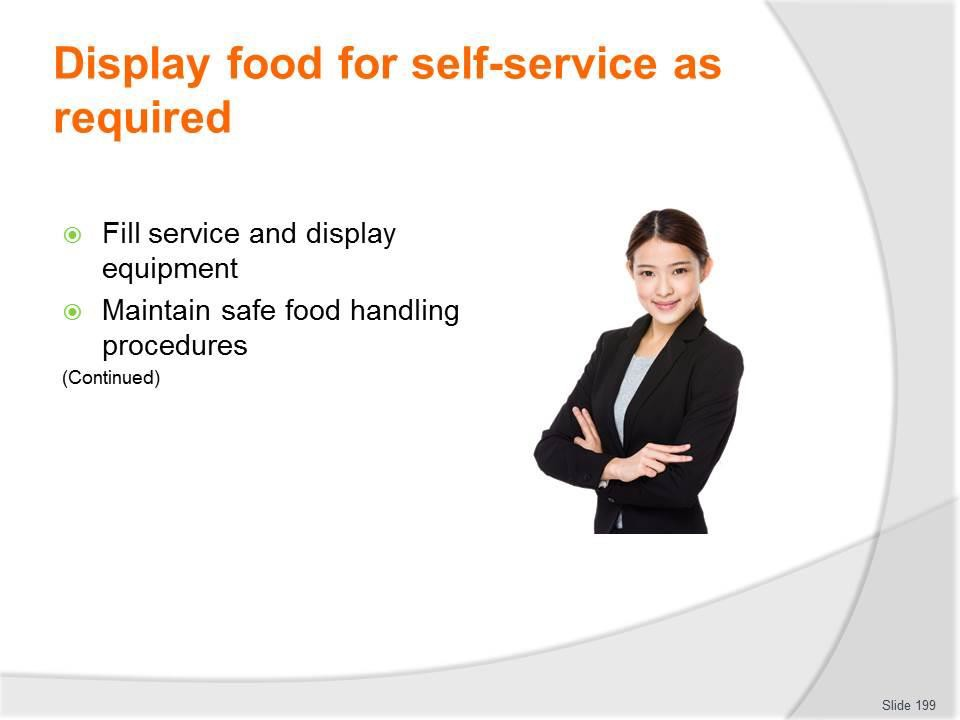 Display food for self-service as
required
Fill service and display
equipment
Maintain safe food handling
procedures
(Continued)
Slide 199